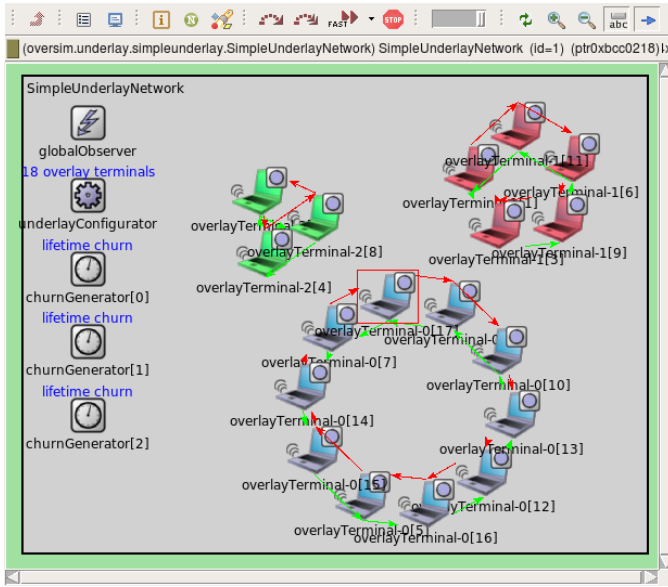 FAST
STOP
N
abc
(oversim.underlay.simpleunderlay.SimpleUnderlayNetwork) SimpleUnderlayNetwork (id=1) (ptr0xbcc0218)
SimpleUnderlayNetwork
globalObserver
18 overlay terminals
underlayConfigurator
lifetime churn
churnGenerator[0]
lifetime churn
churnGenerator[1]
lifetime churn
churnGenerator[2]
overlayTerminal-1[11]
overlayTerminal-1[6]
overlayTerminal-1[9]
overlayTerminal-1[3]
overlayTerminal-2[8]
overlayTerminal-2[4]
overlayTerminal-0[17]
overlayTerminal-0[7]
overlayTerminal-0[10]
overlayTerminal-0[14]
overlayTerminal-0[13]
overlayTerminal-0[15]
overlayTerminal-0[12]
overlayTerminal-0[5]
overlayTerminal-0[16]